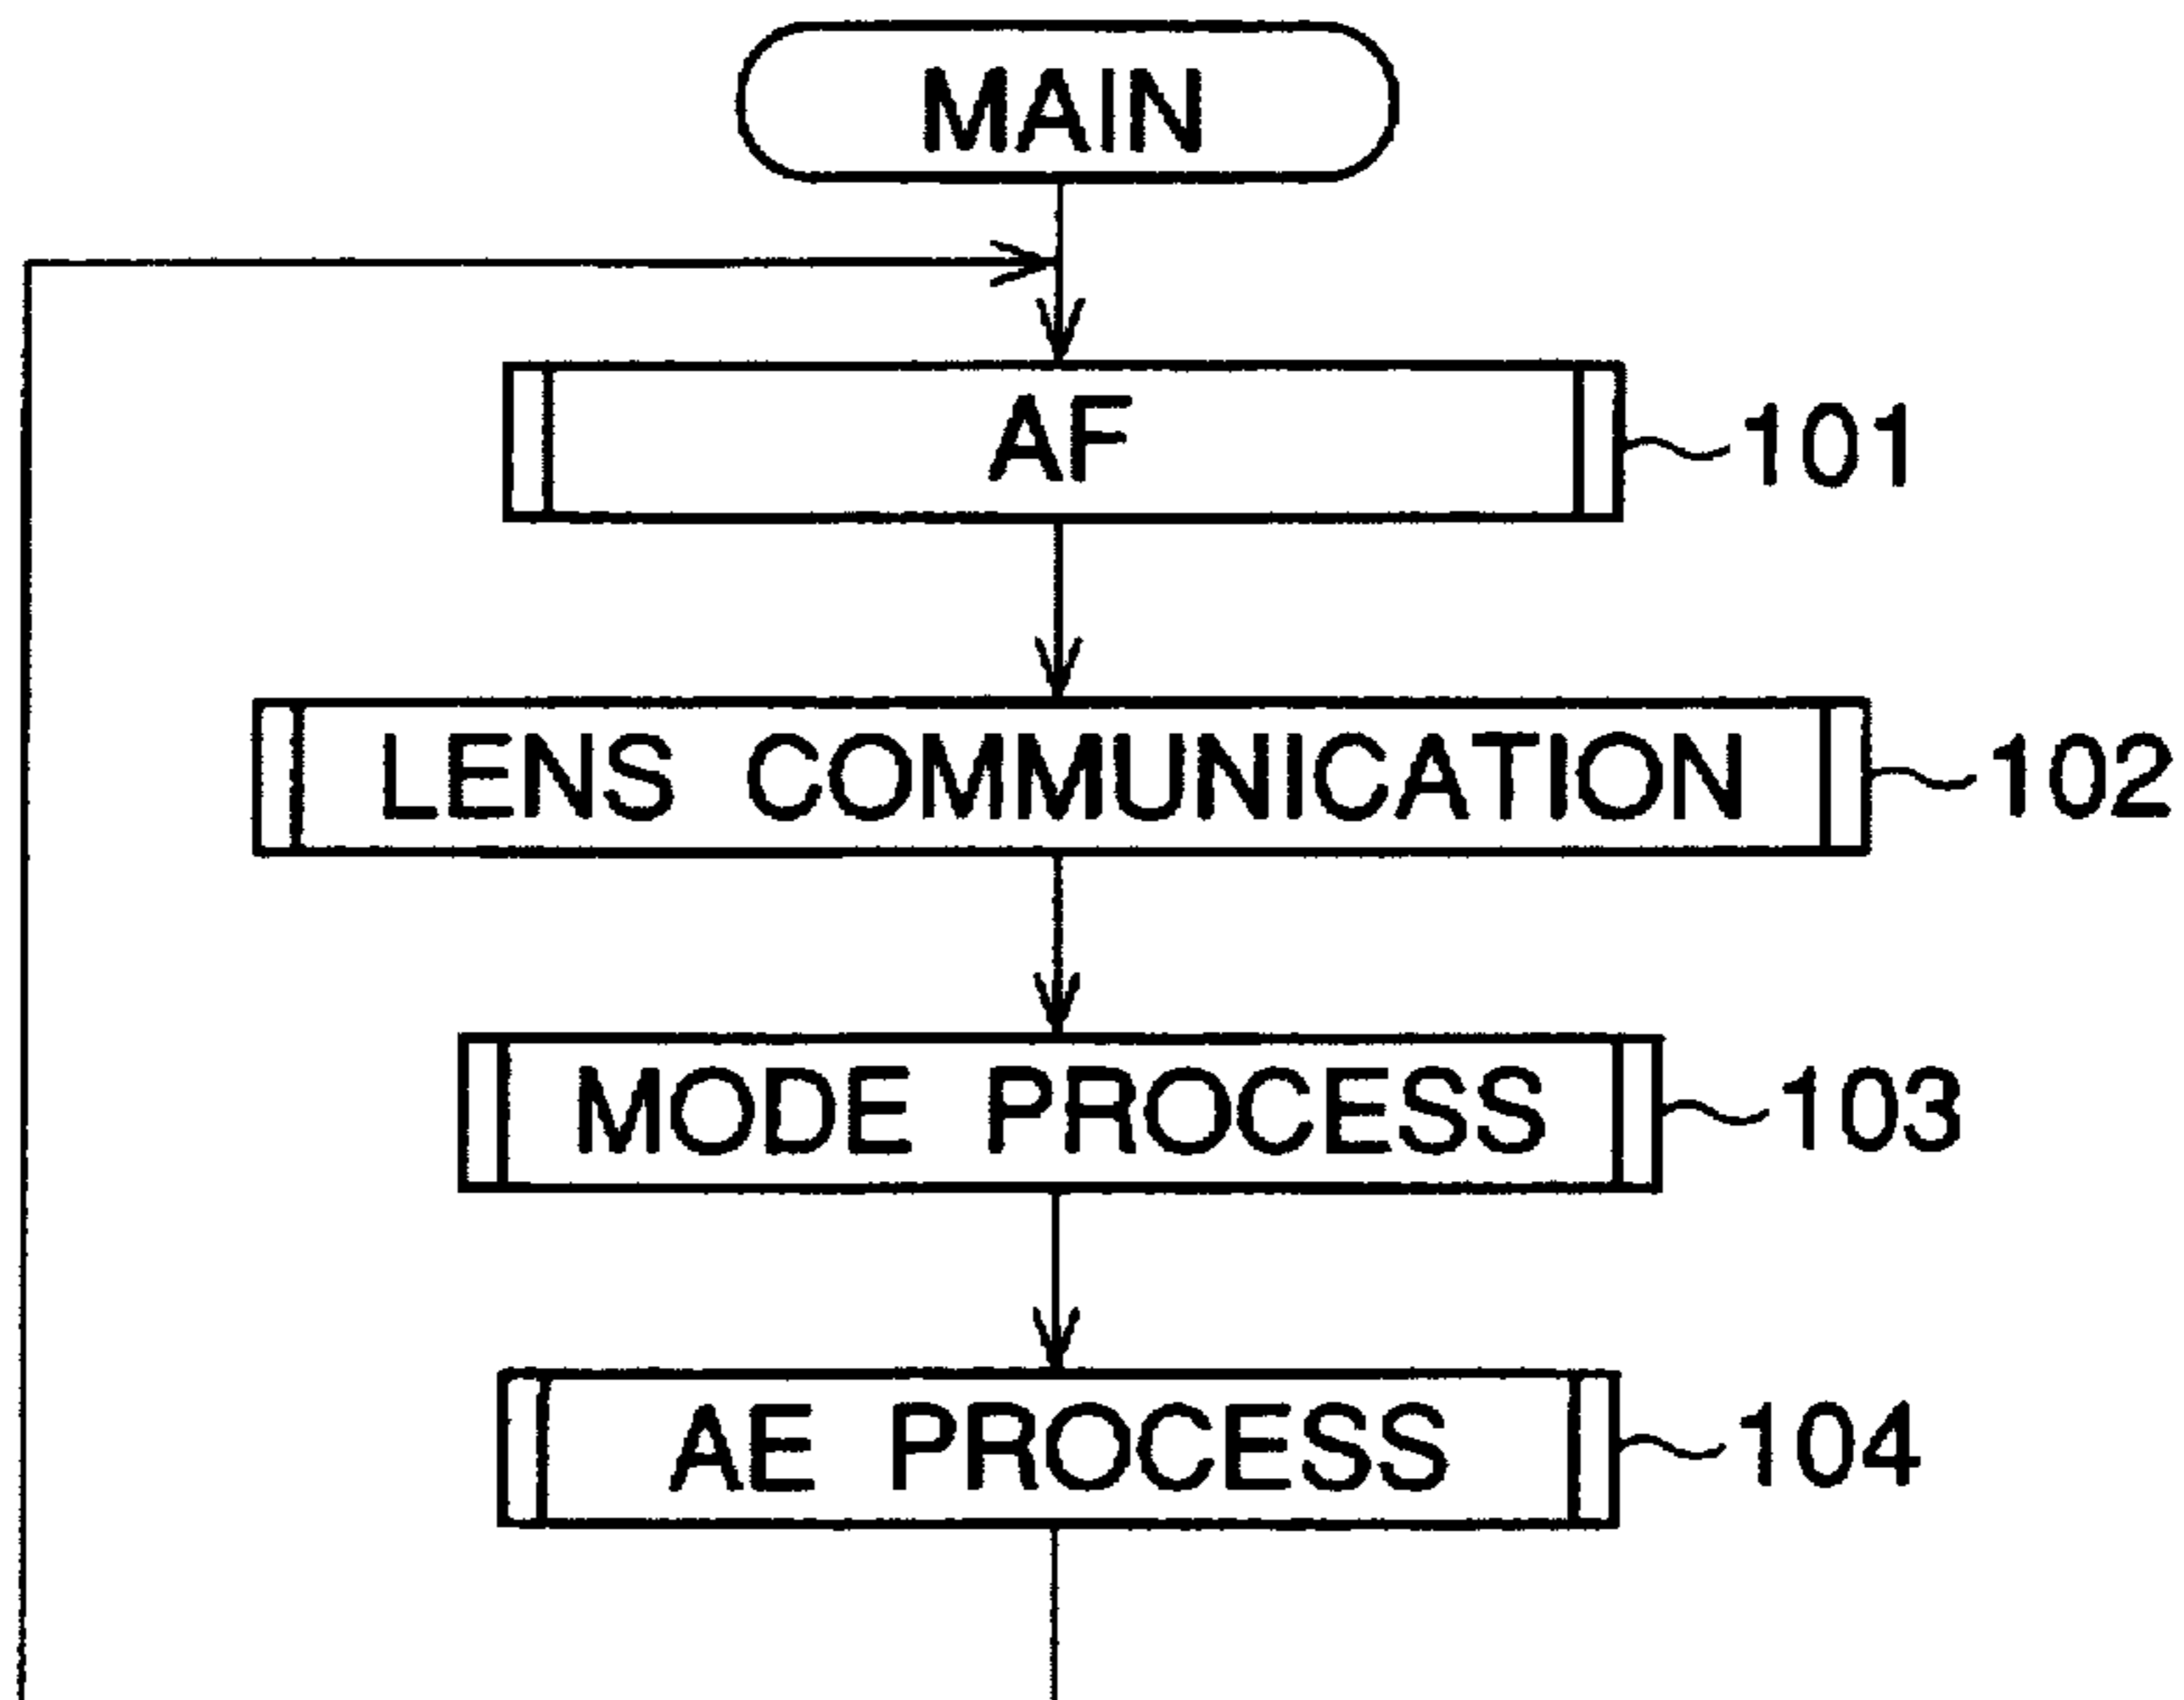 MAIN
AF
101
LENS COMMUNICATION
102
MODE PROCESS
103
AE PROCESS
104